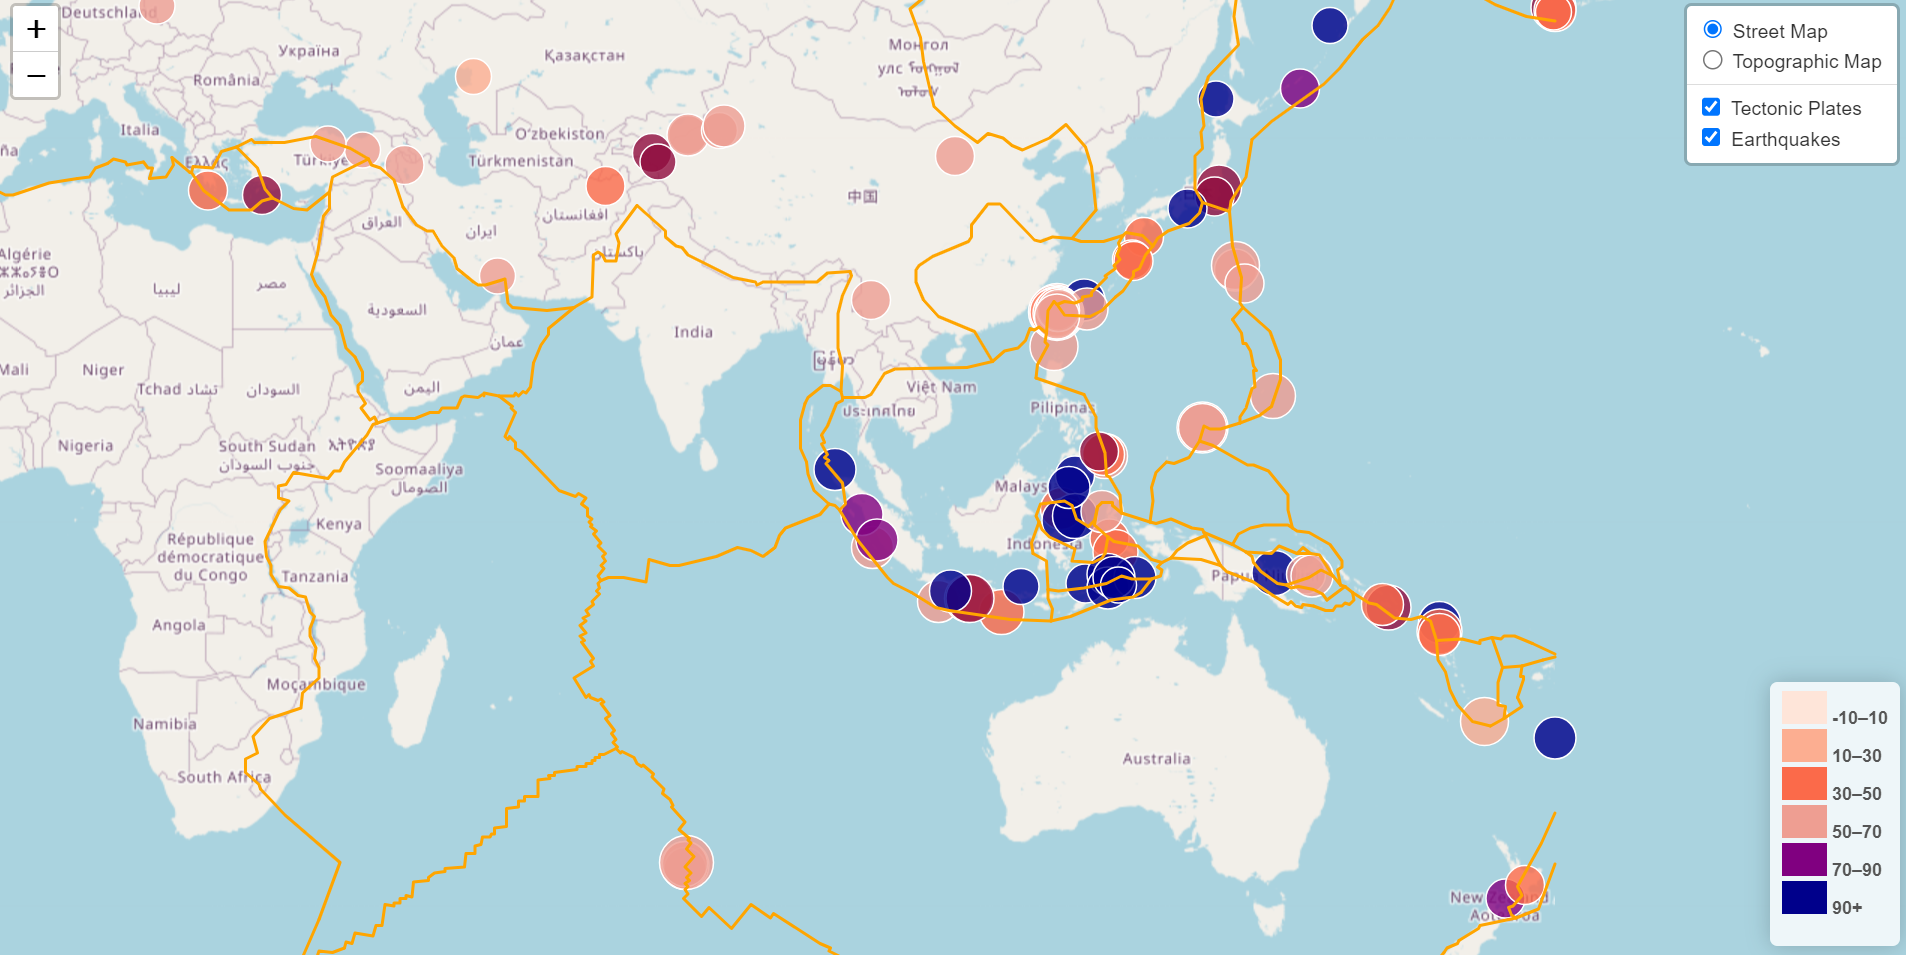 +
−
Street Map
Topographic Map
Tectonic Plates
Earthquakes
Deutschland
Україна
România
Italia
Ελλάς
Қазақстан
Монгол
улс
O'zbekiston
Türkmenistan
افغانستان
ایران
العراق
پاکستان
中国
Algérie
ⵍⵣⵣⴰⵢⴻⵔ
الجزائر
ليبيا
مصر
السعودية
عمان
اليمن
India
Việt Nam
ประเทศไทย
Pilipinas
Mali
Niger
Tchad تشاد
السودان
Nigeria
South Sudan
جنوب السودان
Soomaaliya
الصومال
Kenya
République
démocratique
du Congo
Tanzania
Angola
Moçambique
Namibia
South Africa
Malays
Indonesia
Papu
Australia
New Zealand
-10–10
10–30
30–50
50–70
70–90
90+